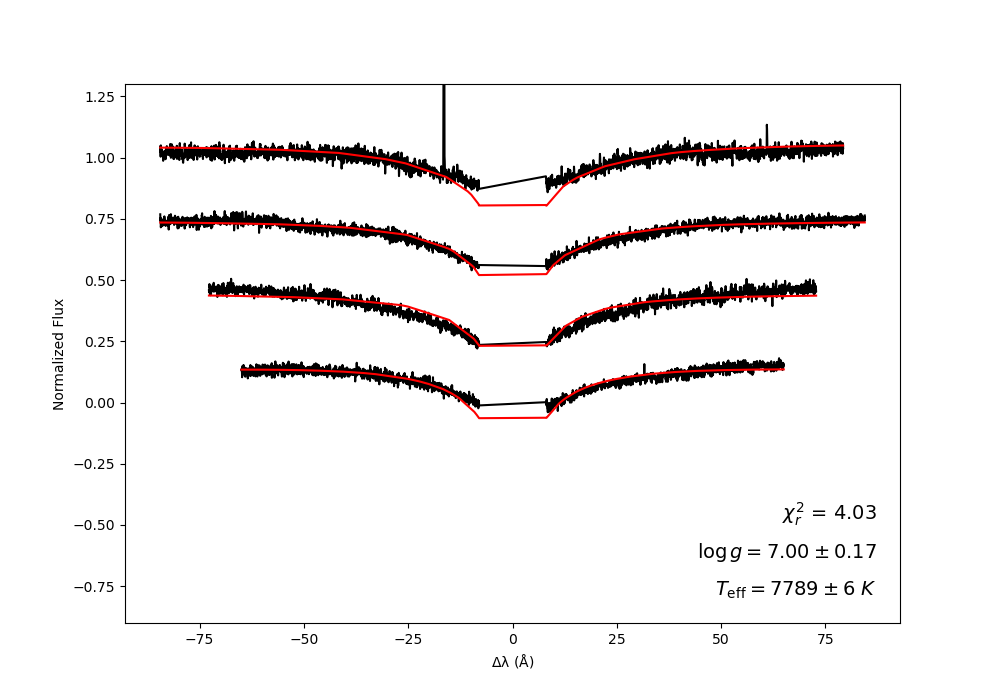 1.25
1.00
0.75
0.50
0.25
0.00
−0.25
−0.50
−0.75
Normalized Flux
χ²ᵣ = 4.03
log g = 7.00 ± 0.17
T_eff = 7789 ± 6 K
−75 −50 −25 0 25 50 75
Δλ (Å)